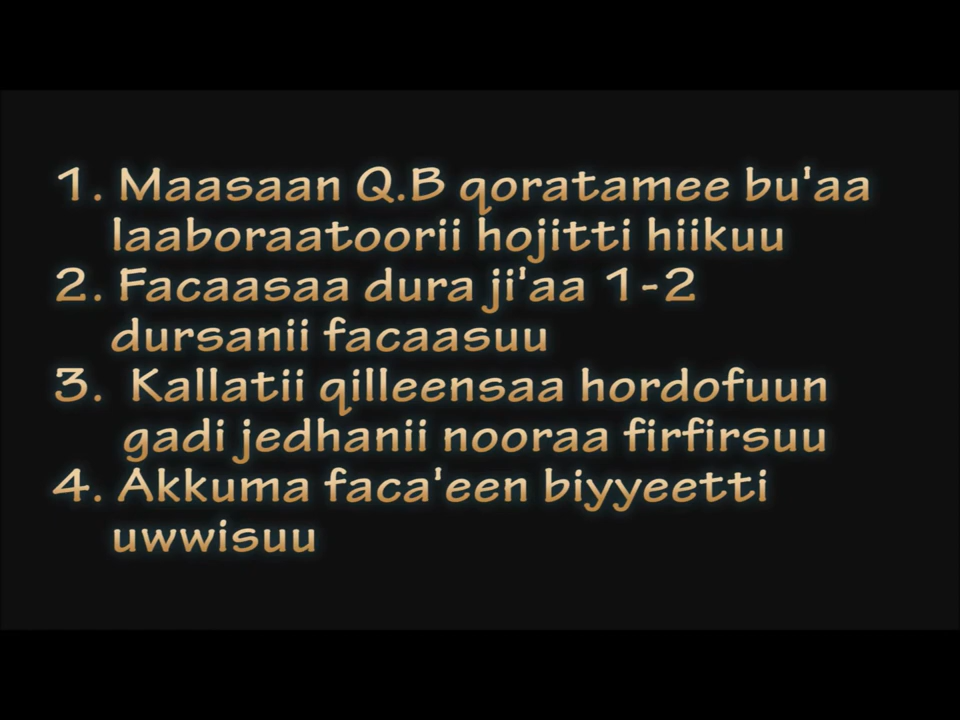 1. Maasaan Q.B qoratamee bu'aa
laaboraatoorii hojitti hiikuu
2. Facaasaa dura ji'aa 1-2
dursanii facaasuu
3. Kallatii qilleensaa hordofuun
gadi jedhanii nooraa firfirsuu
4. Akkuma faca'een biyyeetti
uwwisuu